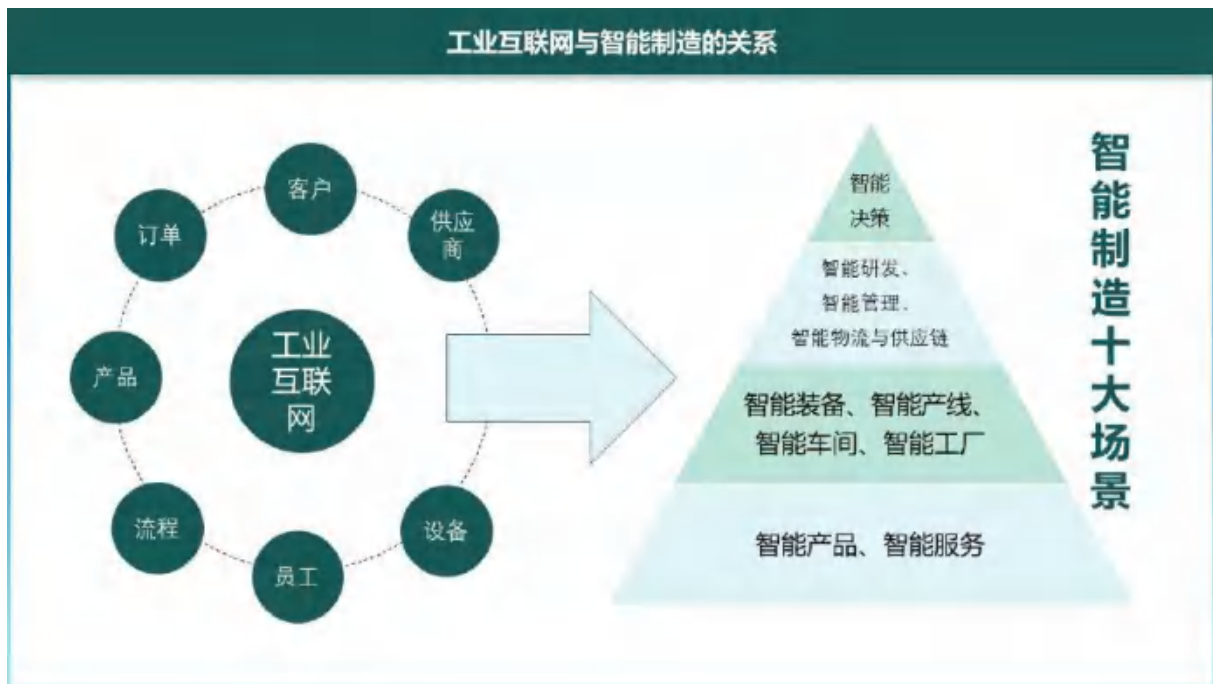 工业互联网与智能制造的关系
客户
供应
商
订单
工业
互联
网
产品
流程
员工
设备
智能
决策
智能研发、
智能管理、
智能物流与供应链
智能装备、智能产线、
智能车间、智能工厂
智能产品、智能服务
智能制造十大场景